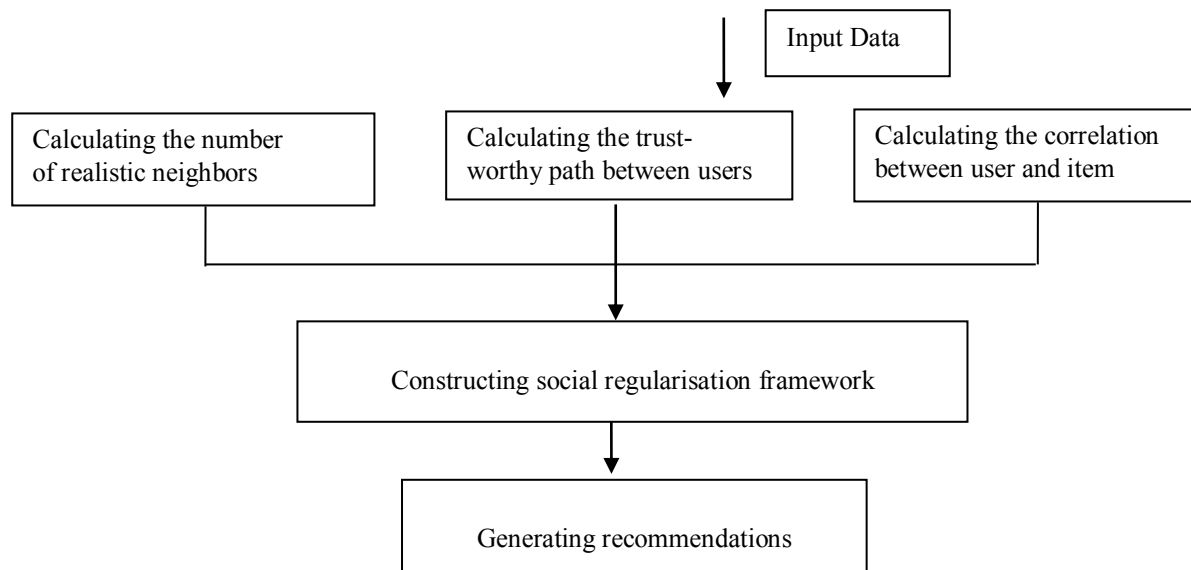 Input Data
Calculating the number
of realistic neighbors
Calculating the trust-
worthy path between users
Calculating the correlation
between user and item
Constructing social regularisation framework
Generating recommendations